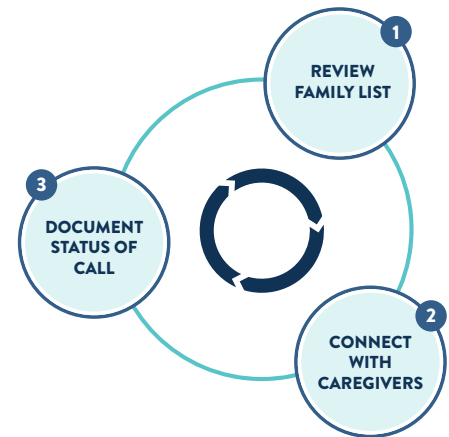 1
REVIEW
FAMILY LIST
2
CONNECT
WITH
CAREGIVERS
3
DOCUMENT
STATUS OF
CALL